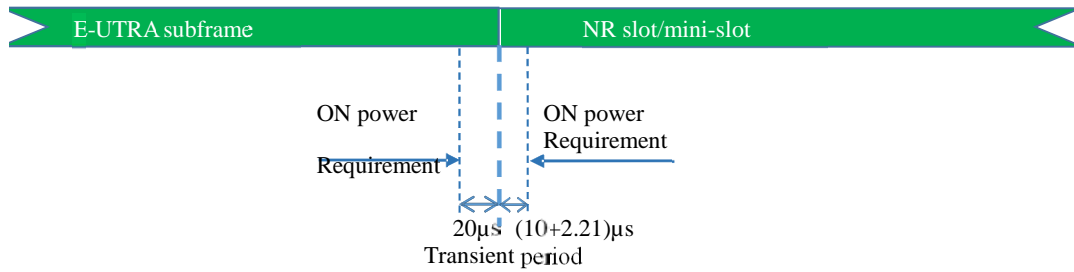 E-UTRA subframe
NR slot/mini-slot
ON power
Requirement
ON power
Requirement
20µs (10+2.21)µs
Transient period